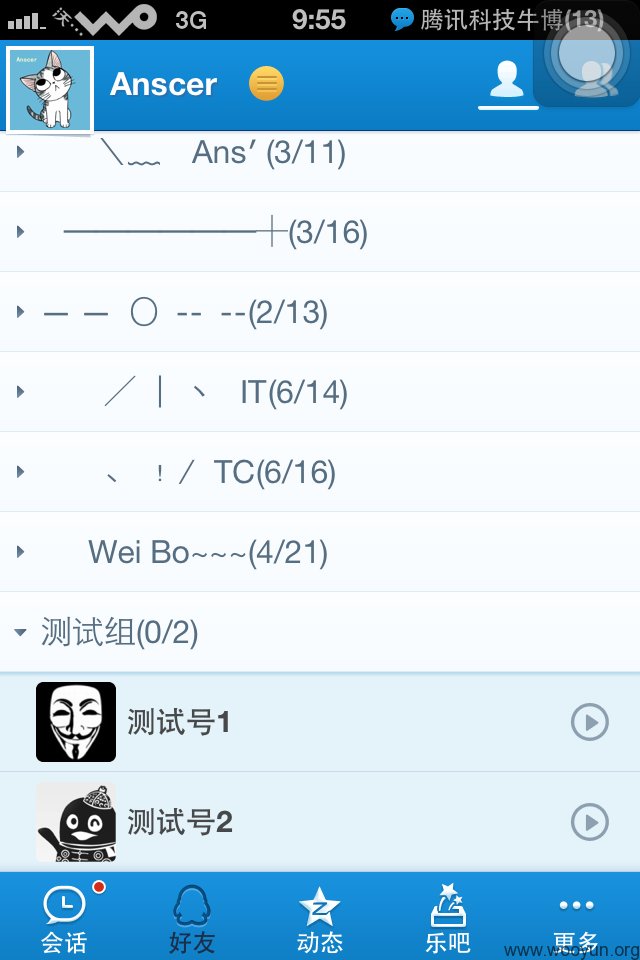 沃 3G 9:55 腾讯科技牛博(13)
Anscer
Anscer
╲﹏ Ans′(3/11)
━━━━━━┽(3/16)
— — 〇 -- --(2/13)
╱ │ ヽ IT(6/14)
、 ! / TC(6/16)
Wei Bo~~~(4/21)
测试组(0/2)
测试号1
测试号2
会话 好友 动态 乐吧 更多
www.wooyun.org